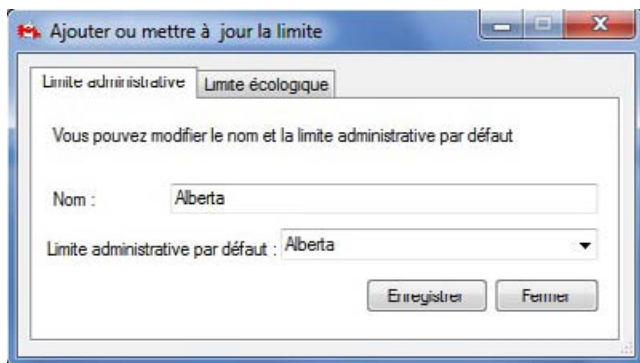 Ajouter ou mettre à jour la limite
Limite administrative
Limite écologique
Vous pouvez modifier le nom et la limite administrative par défaut
Nom :
Alberta
Limite administrative par défaut :
Alberta
Enregistrer
Fermer